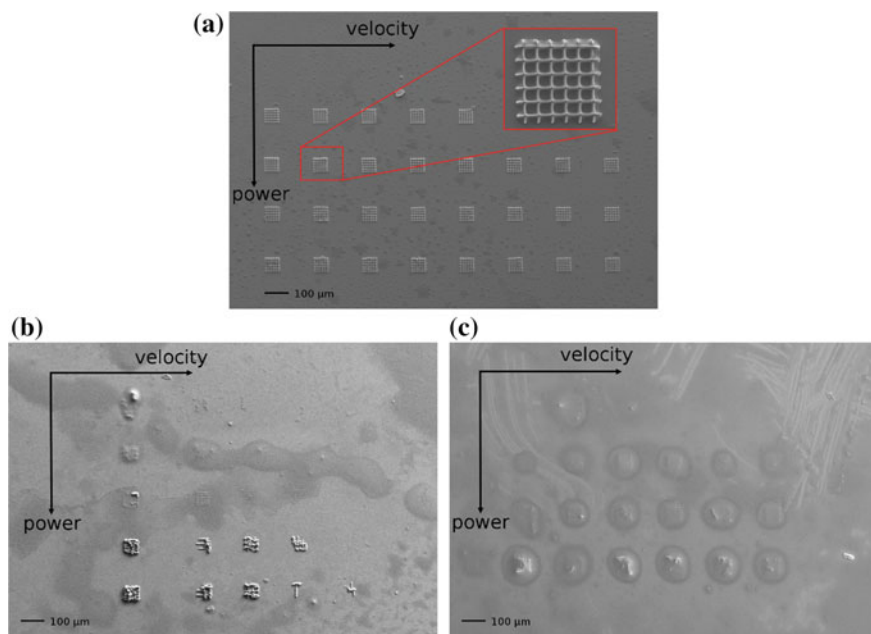 (a)
velocity
power
100 µm
(b)
velocity
power
100 µm
(c)
velocity
power
100 µm